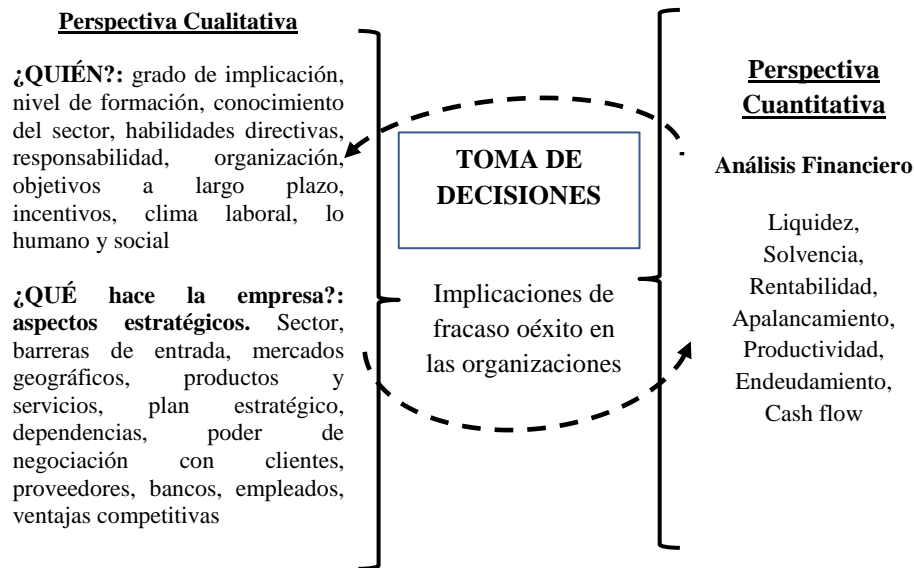 Perspectiva Cualitativa
¿QUIÉN?: grado de implicación,
nivel de formación, conocimiento
del sector, habilidades directivas,
responsabilidad, organización,
objetivos a largo plazo,
incentivos, clima laboral, lo
humano y social
¿QUÉ hace la empresa?:
aspectos estratégicos. Sector,
barreras de entrada, mercados
geográficos, productos y
servicios, plan estratégico,
dependencias, poder de
negociación con clientes,
proveedores, bancos, empleados,
ventajas competitivas
TOMA DE
DECISIONES
Implicaciones de
fracaso oéxito en
las organizaciones
Perspectiva
Cuantitativa
Análisis Financiero
Liquidez,
Solvencia,
Rentabilidad,
Apalancamiento,
Productividad,
Endeudamiento,
Cash flow